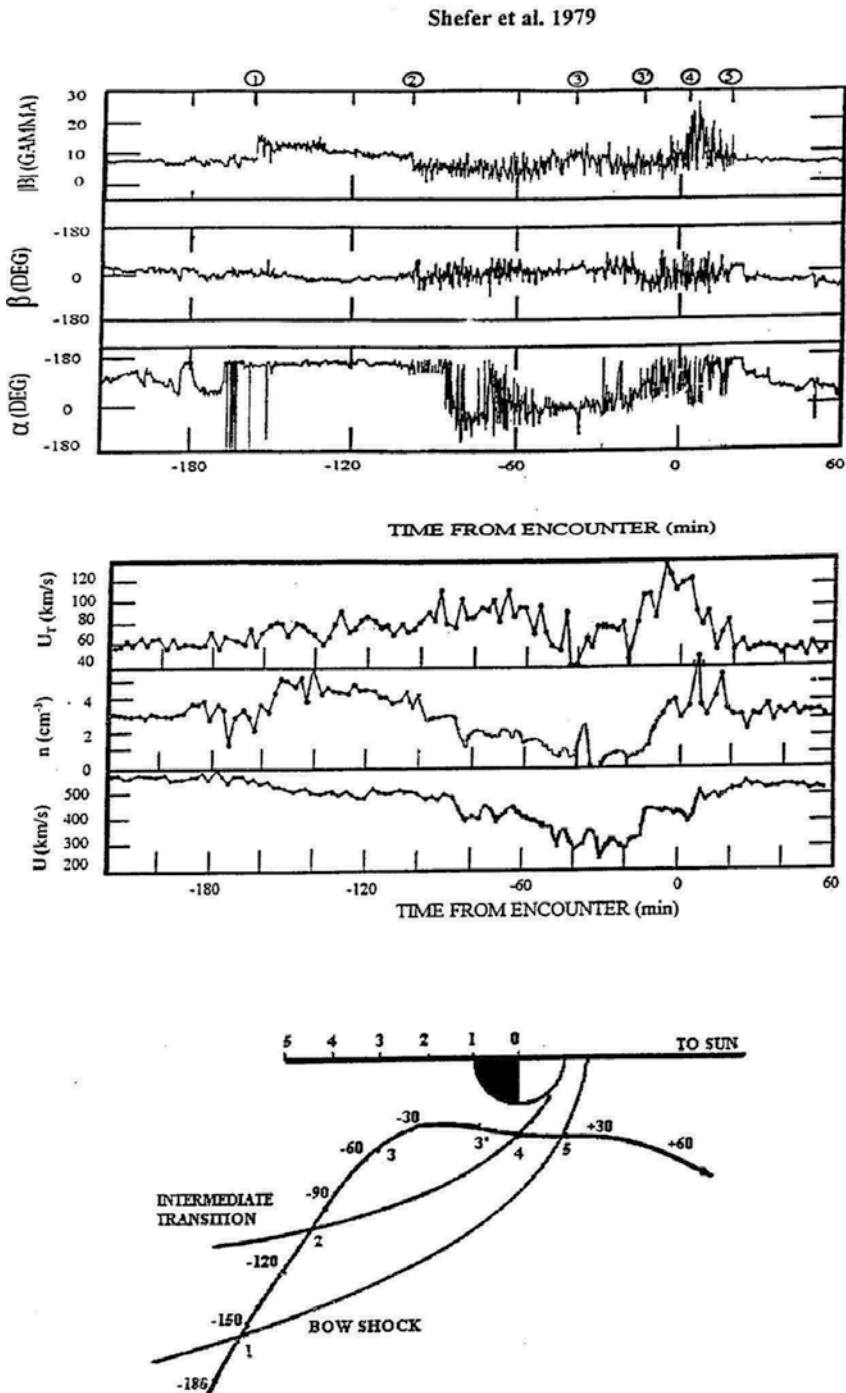 Shefer et al. 1979
① ② ③ ③' ④ ⑤
|B| (GAMMA)
30
20
10
0
β (DEG)
-180
0
-180
α (DEG)
-180
0
-180
-180 -120 -60 0 60
TIME FROM ENCOUNTER (min)
U_T (km/s)
120
100
80
60
40
n (cm⁻³)
4
2
0
U (km/s)
500
400
300
200
-180 -120 -60 0 60
TIME FROM ENCOUNTER (min)
5 4 3 2 1 0 TO SUN
-30
-60 3 3' 4 5 +30 +60
-90
INTERMEDIATE
TRANSITION
2
-120
-150 BOW SHOCK
1
-186